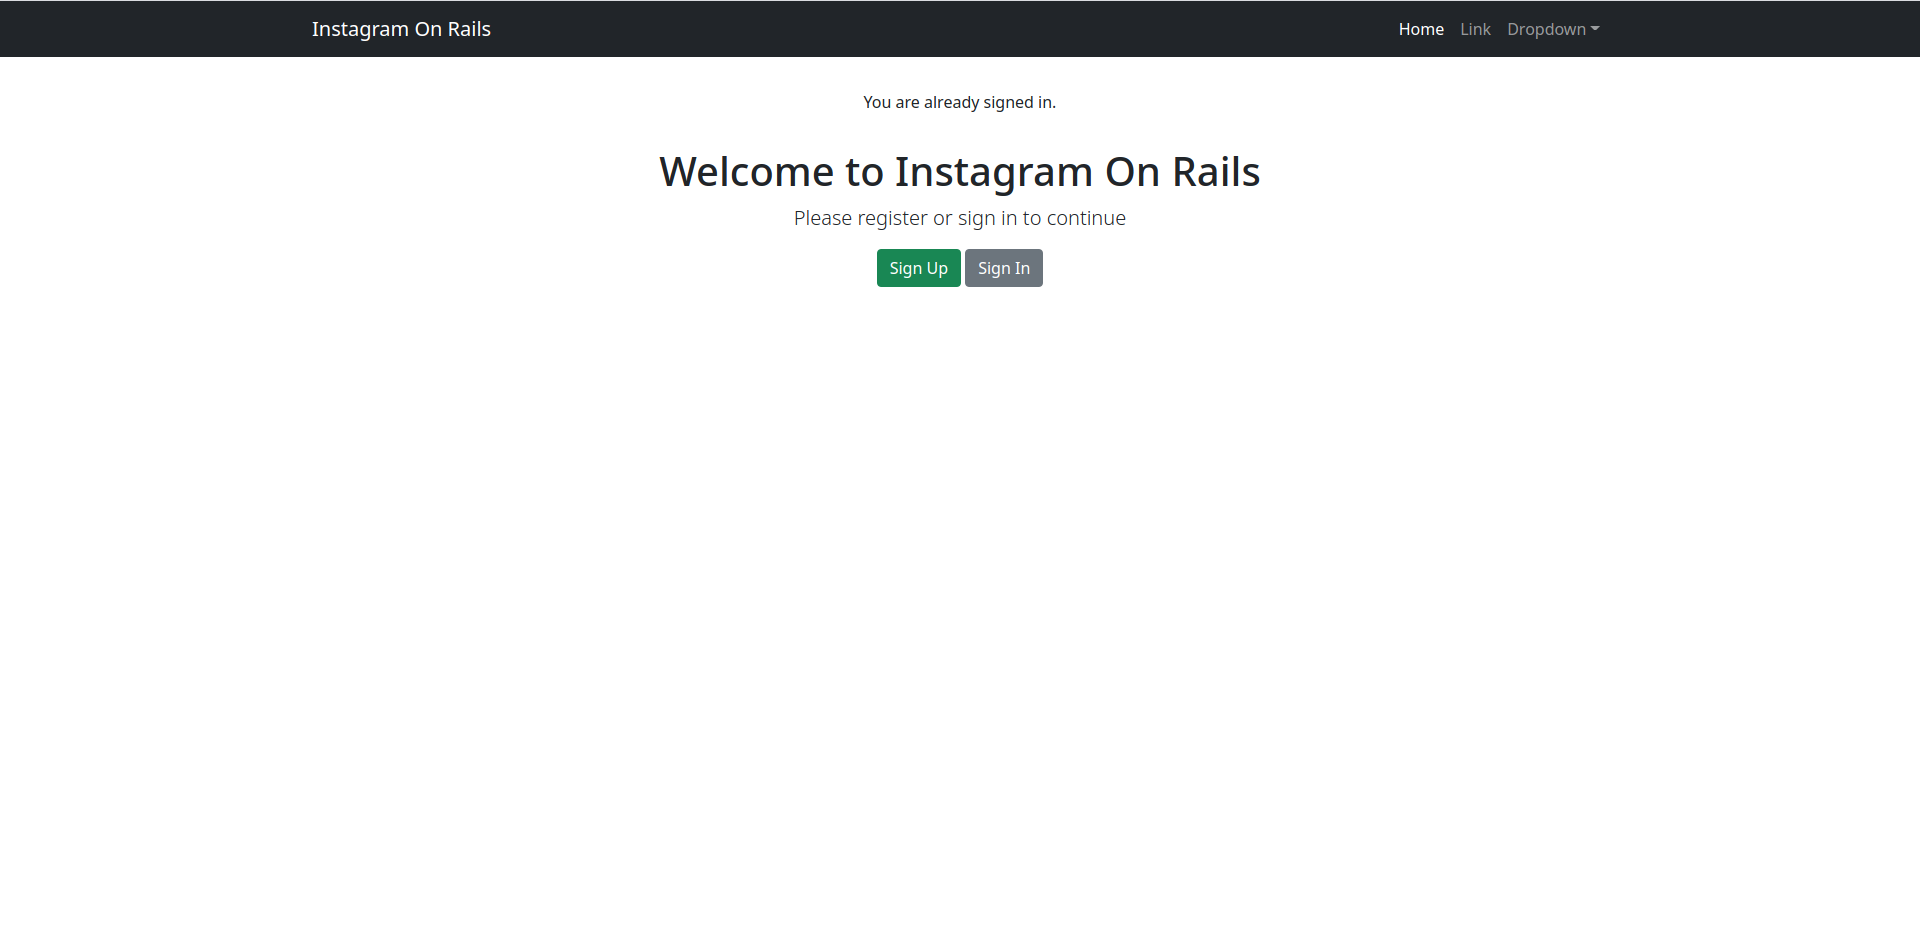 Instagram On Rails Home Link Dropdown
You are already signed in.
Welcome to Instagram On Rails
Please register or sign in to continue
Sign Up Sign In